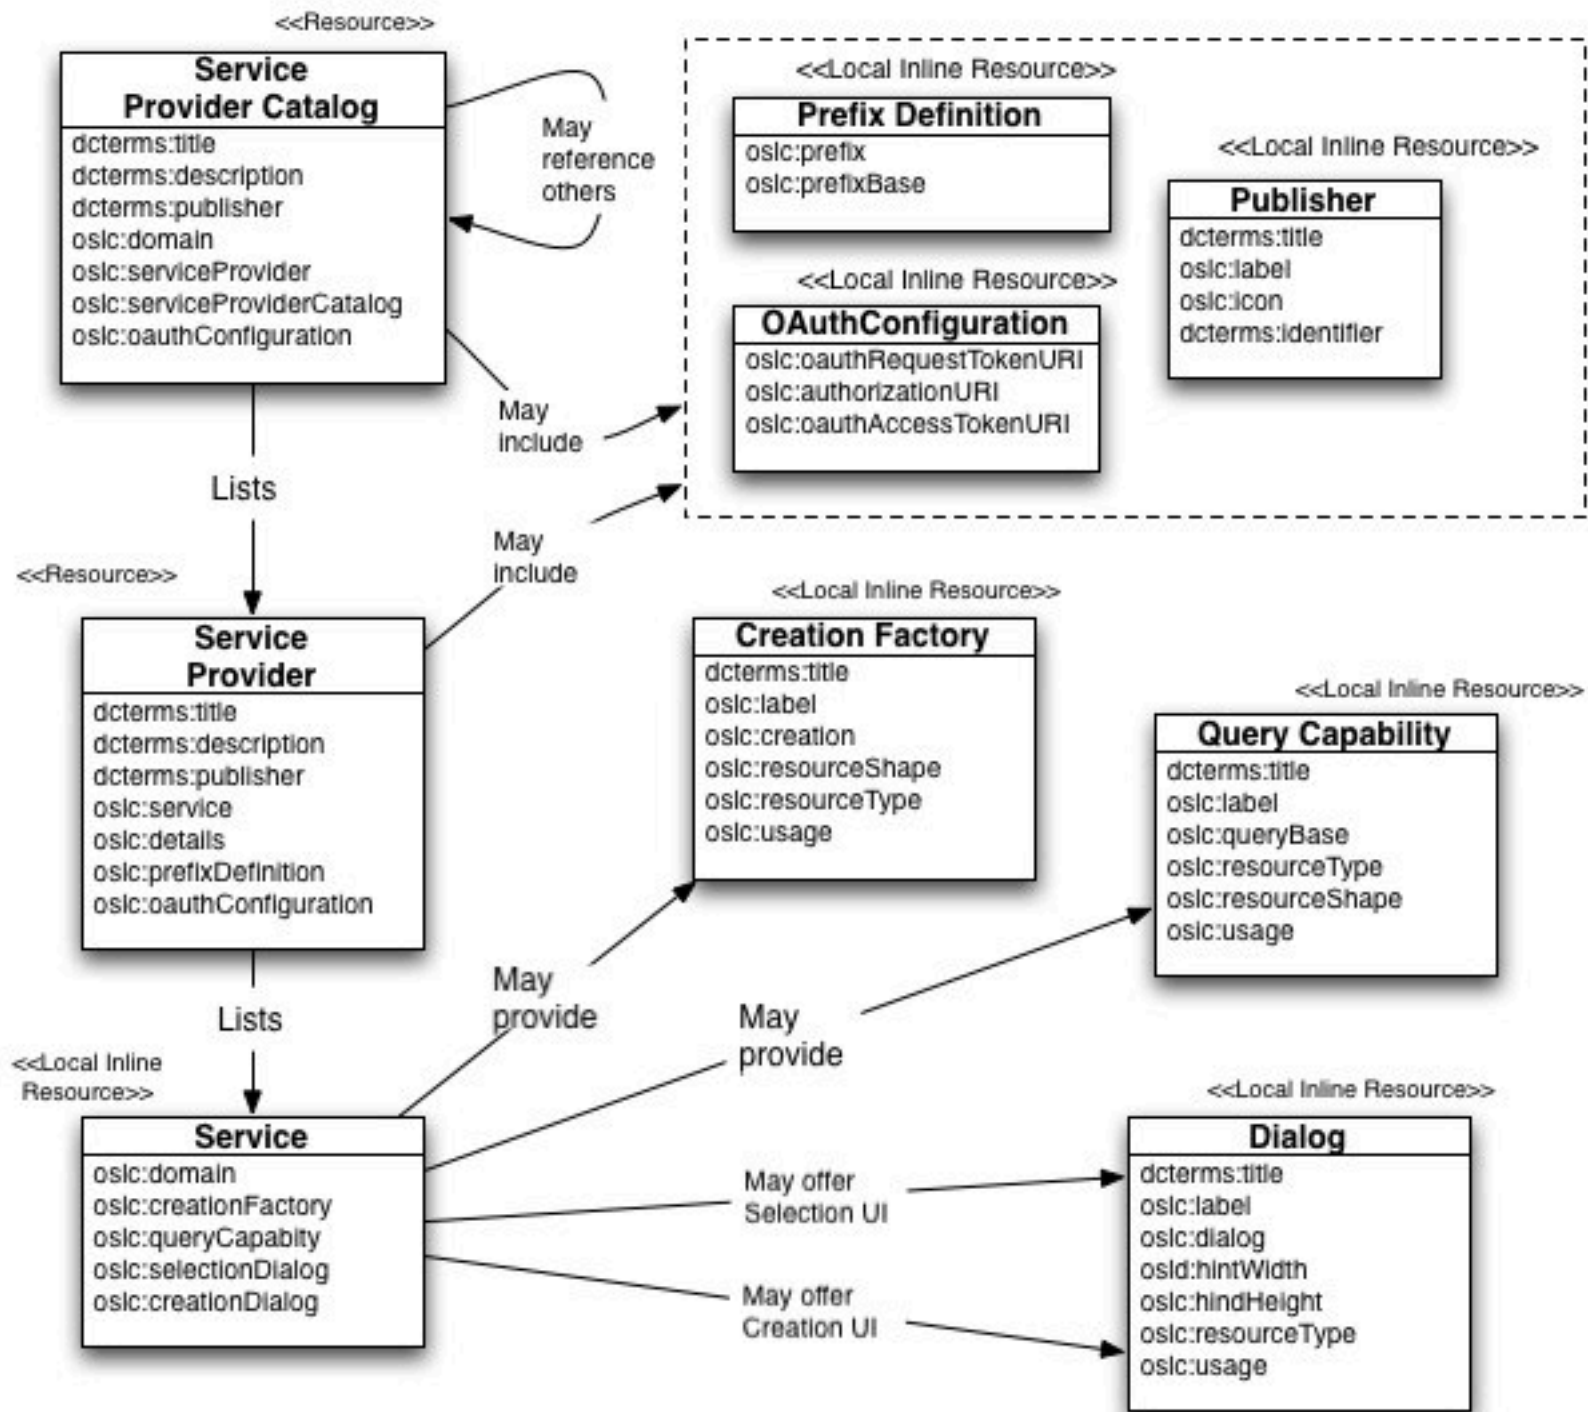 <<Resource>>
Service
Provider Catalog
dcterms:title
dcterms:description
dcterms:publisher
oslc:domain
oslc:serviceProvider
oslc:serviceProviderCatalog
oslc:oauthConfiguration
May
reference
others
<<Local Inline Resource>>
Prefix Definition
oslc:prefix
oslc:prefixBase
<<Local Inline Resource>>
Publisher
dcterms:title
oslc:label
oslc:icon
dcterms:identifier
<<Local Inline Resource>>
OAuthConfiguration
oslc:oauthRequestTokenURI
oslc:authorizationURI
oslc:oauthAccessTokenURI
May
include
Lists
May
include
<<Resource>>
Service
Provider
dcterms:title
dcterms:description
dcterms:publisher
oslc:service
oslc:details
oslc:prefixDefinition
oslc:oauthConfiguration
<<Local Inline Resource>>
Creation Factory
dcterms:title
oslc:label
oslc:creation
oslc:resourceShape
oslc:resourceType
oslc:usage
<<Local Inline Resource>>
Query Capability
dcterms:title
oslc:label
oslc:queryBase
oslc:resourceType
oslc:resourceShape
oslc:usage
Lists
May
provide
May
provide
<<Local Inline
Resource>>
Service
oslc:domain
oslc:creationFactory
oslc:queryCapabity
oslc:selectionDialog
oslc:creationDialog
May offer
Selection UI
May offer
Creation UI
<<Local Inline Resource>>
Dialog
dcterms:title
oslc:label
oslc:dialog
osld:hintWidth
oslc:hindHeight
oslc:resourceType
oslc:usage